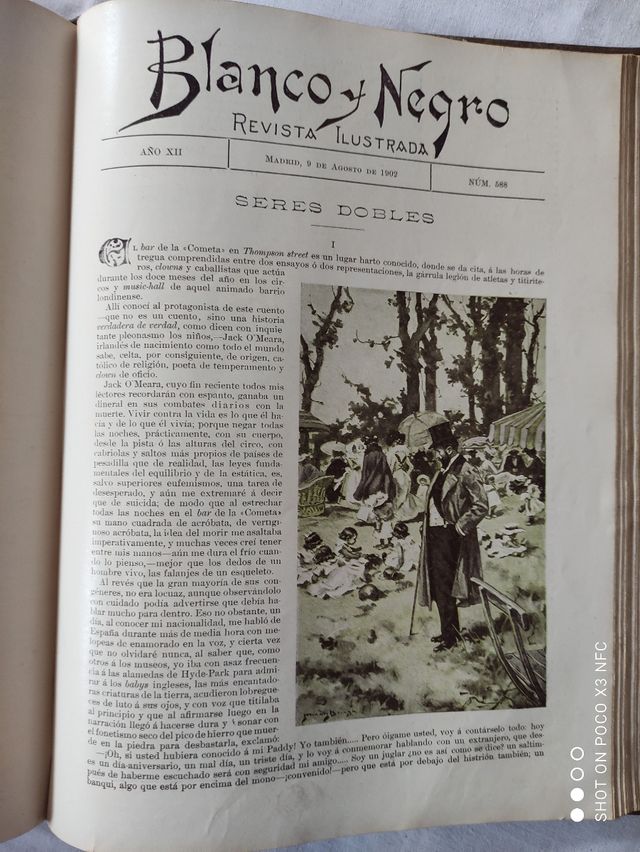 Blanco y Negro
REVISTA ILUSTRADA
AÑO XII
MADRID, 9 DE AGOSTO DE 1902
NÚM. 588
SERES DOBLES
I
EL bar de la «Cometa» en Thompson street es un lugar harto conocido, donde se da cita, á las horas de
tregua comprendidas entre dos ensayos ó dos representaciones, la gárrula legión de atletas y titirite-
ros, clowns y caballistas que actúa
durante los doce meses del año en los cir-
cos y music-hall de aquel animado barrio
londinense.
Allí conocí al protagonista de este cuento
—que no es un cuento, sino una historia
verdadera de verdad, como dicen con inquie
tante pleonasmo los niños,—Jack O'Meara,
irlandés de nacimiento como todo el mundo
sabe, celta, por consiguiente, de origen, ca-
tólico de religión, poeta de temperamento y
clown de oficio.
Jack O'Meara, cuyo fin reciente todos mis
lectores recordarán con espanto, ganaba un
dineral en sus combates diarios con la
muerte. Vivir contra la vida es lo que él ha-
cía y de lo que él vivía; porque negar todas
las noches, prácticamente, con su cuerpo,
desde la pista ó las alturas del circo, con
cabriolas y saltos más propios de países de
pesadilla que de realidad, las leyes funda-
mentales del equilibrio y de la estática, es,
salvo superiores eufemismos, una tarea de
desesperado, y aún me extremaré á decir
que de suicida; de modo que al estrechar
todas las noches en el bar de la «Cometa»
su mano cuadrada de acróbata, de vertigi-
noso acróbata, la idea del morir me asaltaba
imperativamente, y muchas veces creí tener
entre mis manos—aún me dura el frío cuan-
do lo pienso,—mejor que los dedos de un
hombre vivo, las falanjes de un esqueleto.
Al revés que la gran mayoría de sus con-
géneres, no era locuaz, aunque observándolo
con cuidado podía advertirse que debía ha-
blar mucho para dentro. Eso no obstante, un
día, al conocer mi nacionalidad, me habló de
España durante más de media hora con me-
lopeas de enamorado en la voz, y cierta vez
que no olvidaré nunca, al saber que, como
otros á los museos, yo iba con asaz frecuen-
cia á las alamedas de Hyde-Park para admi-
rar á los babys ingleses, las más encantado-
ras criaturas de la tierra, acudieron lobregue-
ces de luto á sus ojos, y con voz que titilaba
al principio y que al afirmarse luego en la
narración llegó á hacerse dura y sonar con
el fonetismo seco del pico de hierro que muer-
de en la piedra para desbastarla, exclamó:
—¡Oh, si usted hubiera conocido á mi Paddy! Yo también.... Pero óigame usted, voy á contárselo todo: hoy
es un día-aniversario, un mal día, un triste día, y lo voy á conmemorar hablando con un extranjero, que des-
pués de haberme escuchado será con seguridad mi amigo.... Soy un juglar ¿no es así como se dice? un saltim-
banqui, algo que está por encima del mono—¡convenido!—pero que está por debajo del histrión también; un
SHOT ON POCO X3 NFC